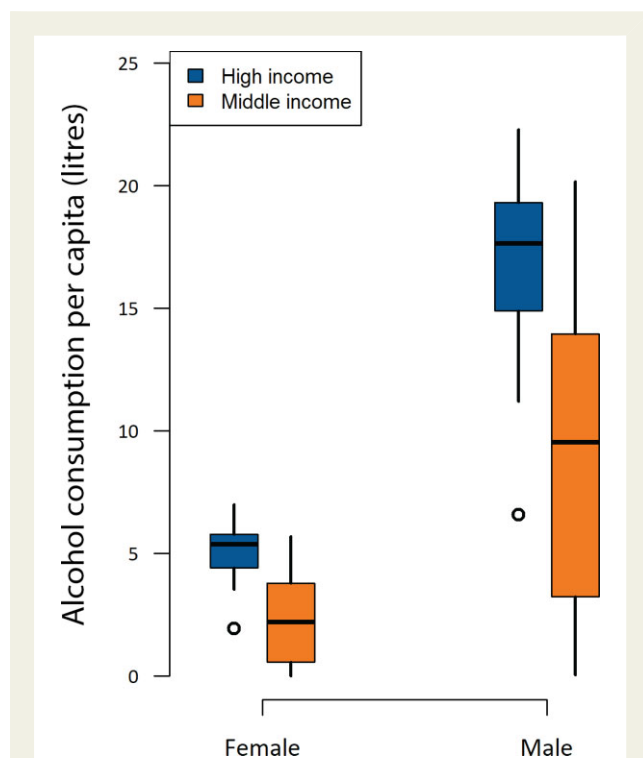 Alcohol consumption per capita (litres)
25
20
15
10
5
0
High income
Middle income
Female
Male